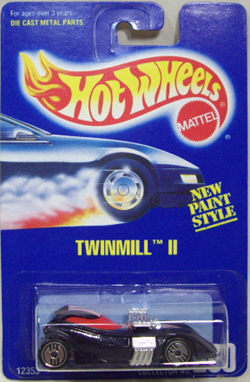 For ages over 3 years
DIE CAST METAL PARTS
Hot Wheels
MATTEL
NEW
PAINT
STYLE
TWINMILL™ II
COLLECTOR NO.